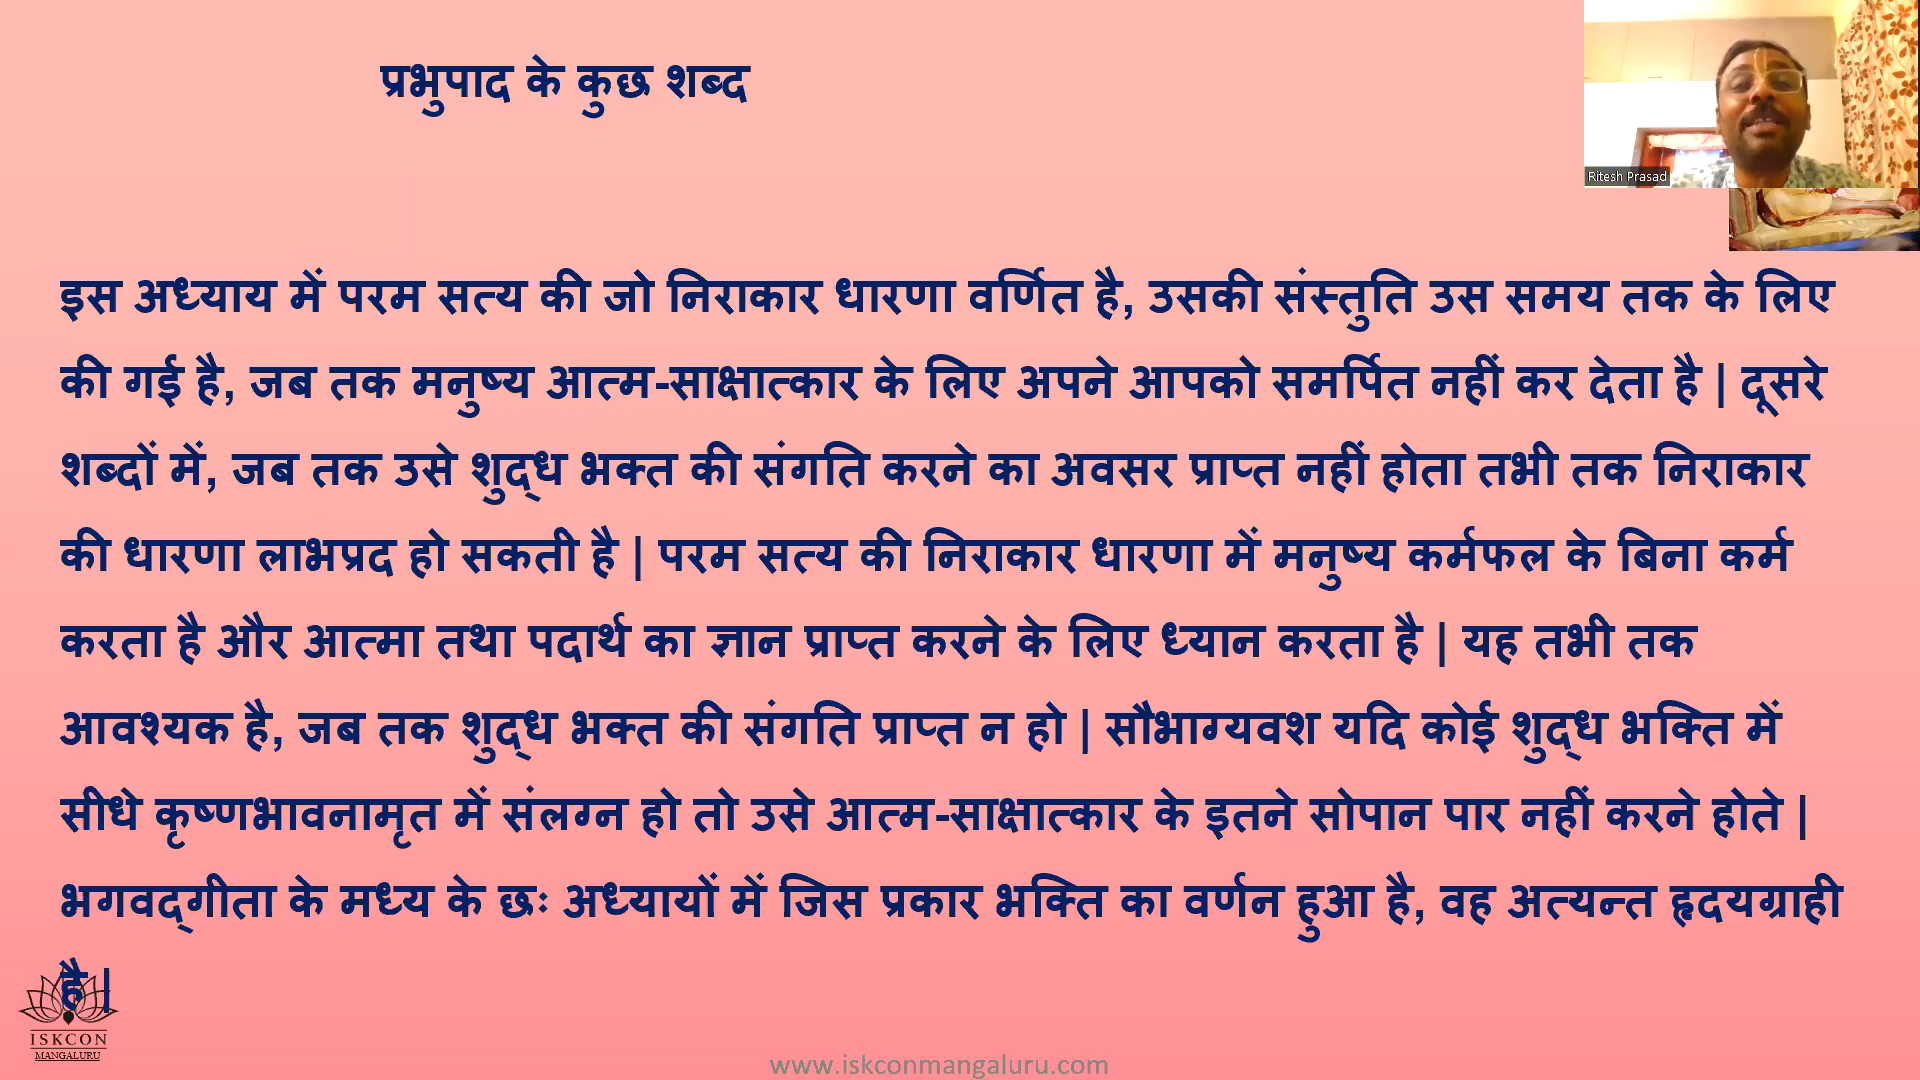 प्रभुपाद के कुछ शब्द
Ritesh Prasad
इस अध्याय में परम सत्य की जो निराकार धारणा वर्णित है, उसकी संस्तुति उस समय तक के लिए
की गई है, जब तक मनुष्य आत्म-साक्षात्कार के लिए अपने आपको समर्पित नहीं कर देता है | दूसरे
शब्दों में, जब तक उसे शुद्ध भक्त की संगति करने का अवसर प्राप्त नहीं होता तभी तक निराकार
की धारणा लाभप्रद हो सकती है | परम सत्य की निराकार धारणा में मनुष्य कर्मफल के बिना कर्म
करता है और आत्मा तथा पदार्थ का ज्ञान प्राप्त करने के लिए ध्यान करता है | यह तभी तक
आवश्यक है, जब तक शुद्ध भक्त की संगति प्राप्त न हो | सौभाग्यवश यदि कोई शुद्ध भक्ति में
सीधे कृष्णभावनामृत में संलग्न हो तो उसे आत्म-साक्षात्कार के इतने सोपान पार नहीं करने होते |
भगवद्गीता के मध्य के छः अध्यायों में जिस प्रकार भक्ति का वर्णन हुआ है, वह अत्यन्त हृदयग्राही
है |
ISKCON
MANGALURU
www.iskconmangaluru.com